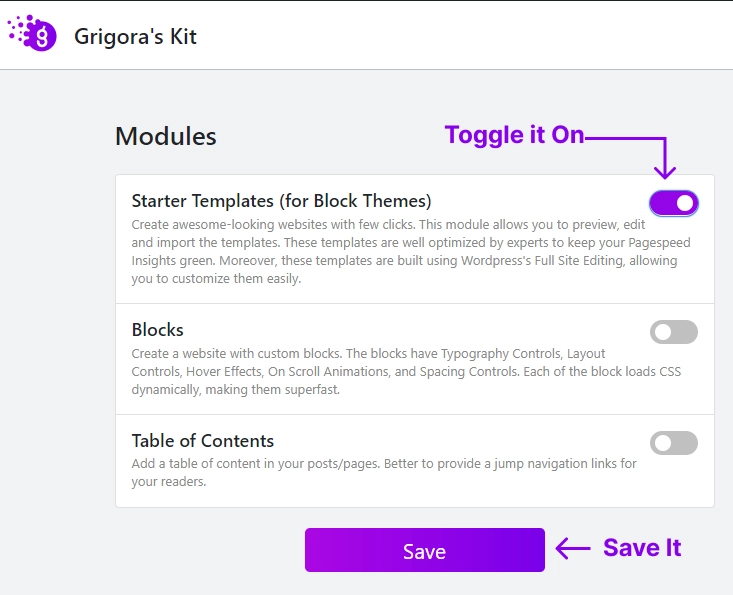 Grigora's Kit
Modules
Toggle it On
Starter Templates (for Block Themes)
Create awesome-looking websites with few clicks. This module allows you to preview, edit
and import the templates. These templates are well optimized by experts to keep your Pagespeed
Insights green. Moreover, these templates are built using Wordpress's Full Site Editing, allowing
you to customize them easily.
Blocks
Create a website with custom blocks. The blocks have Typography Controls, Layout
Controls, Hover Effects, On Scroll Animations, and Spacing Controls. Each of the block loads CSS
dynamically, making them superfast.
Table of Contents
Add a table of content in your posts/pages. Better to provide a jump navigation links for
your readers.
Save
Save It